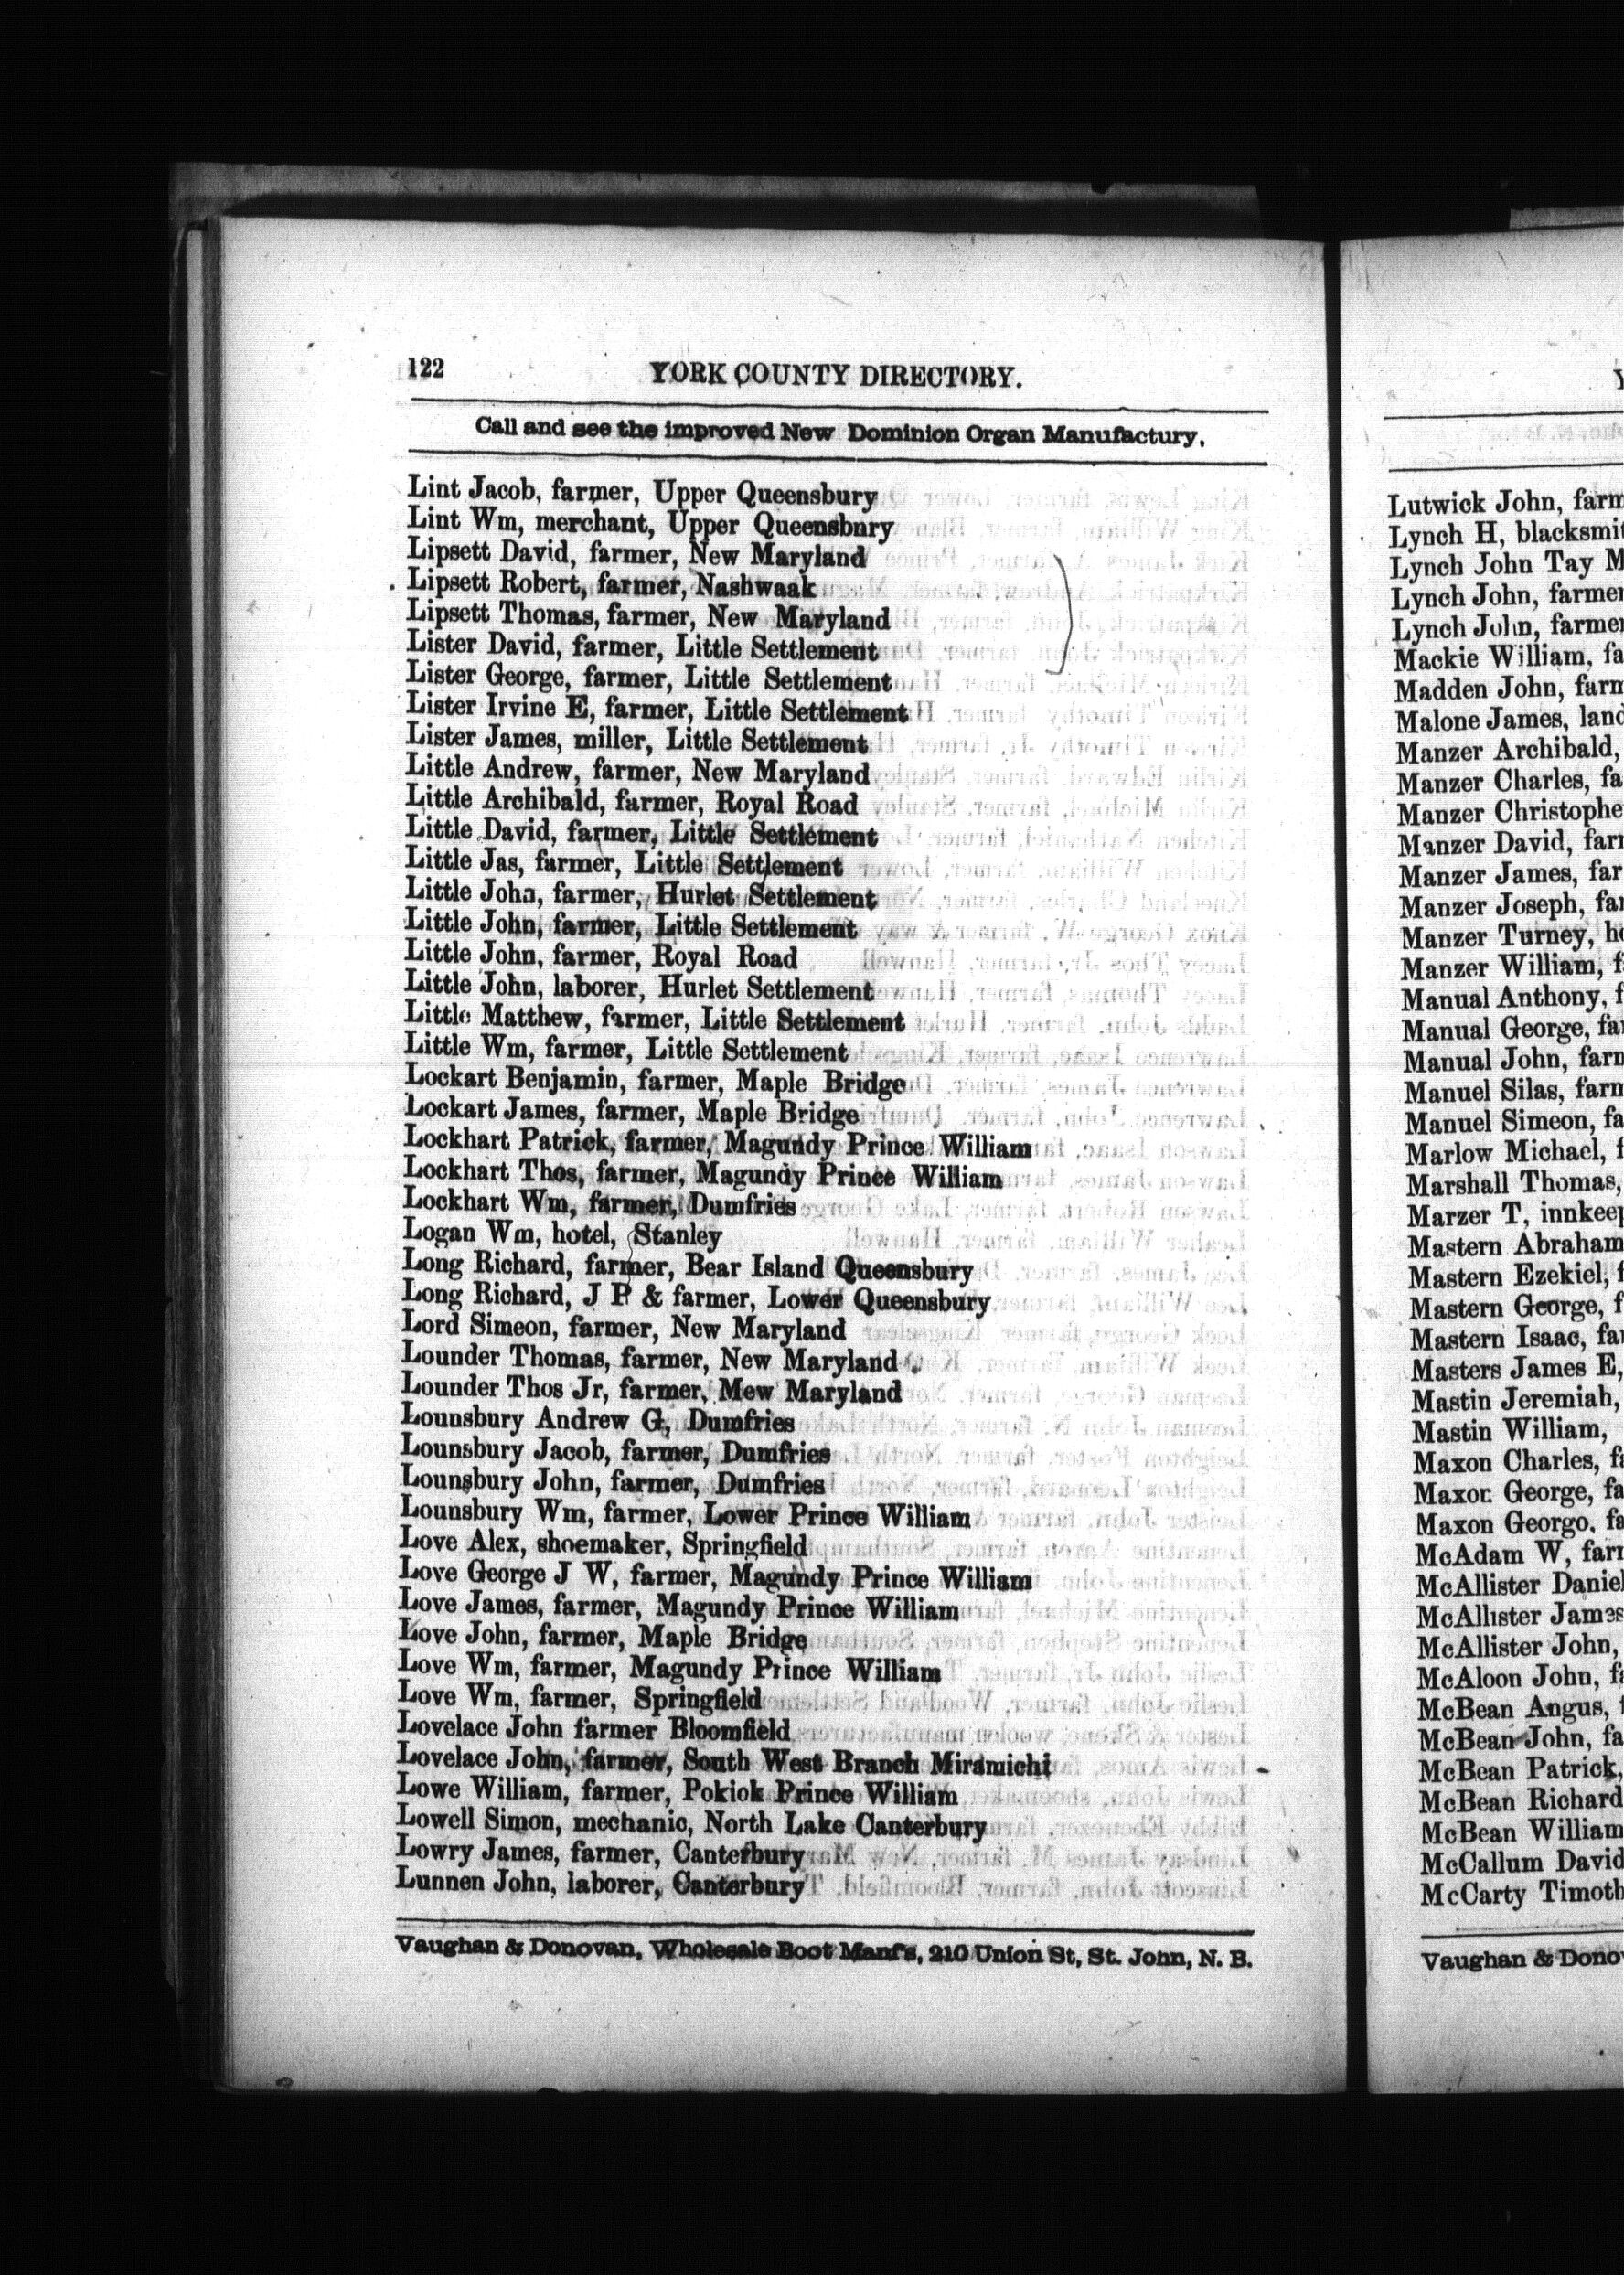 122
YORK COUNTY DIRECTORY.
Call and see the improved New Dominion Organ Manufactory.
Lint Jacob, farmer, Upper Queensbury
Lint Wm, merchant, Upper Queensbury
Lipsett David, farmer, New Maryland
Lipsett Robert, farmer, Nashwaak
Lipsett Thomas, farmer, New Maryland
Lister David, farmer, Little Settlement
Lister George, farmer, Little Settlement
Lister Irvine E, farmer, Little Settlement
Lister James, miller, Little Settlement
Little Andrew, farmer, New Maryland
Little Archibald, farmer, Royal Road
Little David, farmer, Little Settlement
Little Jas, farmer, Little Settlement
Little John, farmer, Hurlet Settlement
Little John, farmer, Little Settlement
Little John, farmer, Royal Road
Little John, laborer, Hurlet Settlement
Little Matthew, farmer, Little Settlement
Little Wm, farmer, Little Settlement
Lockart Benjamin, farmer, Maple Bridge
Lockart James, farmer, Maple Bridge
Lockhart Patrick, farmer, Magundy Prince William
Lockhart Thos, farmer, Magundy Prince William
Lockhart Wm, farmer, Dumfries
Logan Wm, hotel, Stanley
Long Richard, farmer, Bear Island Queensbury
Long Richard, J P & farmer, Lower Queensbury
Lord Simeon, farmer, New Maryland
Lounder Thomas, farmer, New Maryland
Lounder Thos Jr, farmer, Mew Maryland
Lounsbury Andrew G, Dumfries
Lounsbury Jacob, farmer, Dumfries
Lounsbury John, farmer, Dumfries
Lounsbury Wm, farmer, Lower Prince William
Love Alex, shoemaker, Springfield
Love George J W, farmer, Magundy Prince William
Love James, farmer, Magundy Prince William
Love John, farmer, Maple Bridge
Love Wm, farmer, Magundy Prince William
Love Wm, farmer, Springfield
Lovelace John farmer Bloomfield
Lovelace John, farmer, South West Branch Miramichi
Lowe William, farmer, Pokiok Prince William
Lowell Simon, mechanic, North Lake Canterbury
Lowry James, farmer, Canterbury
Lunnen John, laborer, Canterbury
Vaughan & Donovan, Wholesale Boot Manf's, 210 Union St, St. John, N. B.
Lutwick John, farm
Lynch H, blacksmi
Lynch John Tay M
Lynch John, farmer
Lynch John, farmer
Mackie William, fa
Madden John, farm
Malone James, land
Manzer Archibald,
Manzer Charles, fa
Manzer Christophe
Manzer David, farm
Manzer James, far
Manzer Joseph, far
Manzer Turney, ho
Manzer William, f
Manual Anthony, f
Manual George, far
Manual John, farm
Manuel Silas, farm
Manuel Simeon, fa
Marlow Michael, f
Marshall Thomas,
Marzer T, innkeep
Mastern Abraham
Mastern Ezekiel, f
Mastern George, f
Mastern Isaac, far
Masters James E,
Mastin Jeremiah,
Mastin William,
Maxon Charles, fa
Maxon George, fa
Maxon Georgo, fa
McAdam W, farm
McAllister Daniel
McAllister James
McAllister John,
McAloon John, fa
McBean Angus,
McBean John, fa
McBean Patrick,
McBean Richard
McBean William
McCallum David
McCarty Timoth
Vaughan & Dono